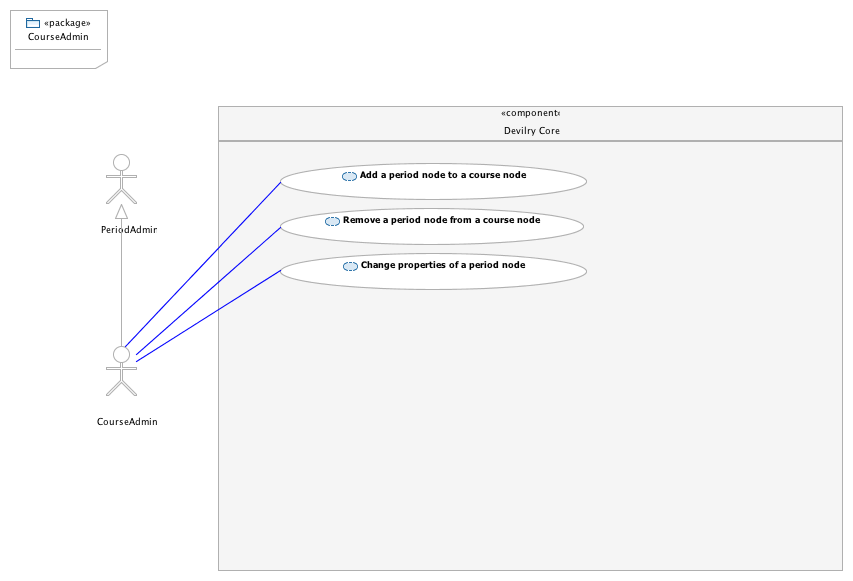 «package»
CourseAdmin
«component»
Devilry Core
Add a period node to a course node
Remove a period node from a course node
Change properties of a period node
PeriodAdmin
CourseAdmin